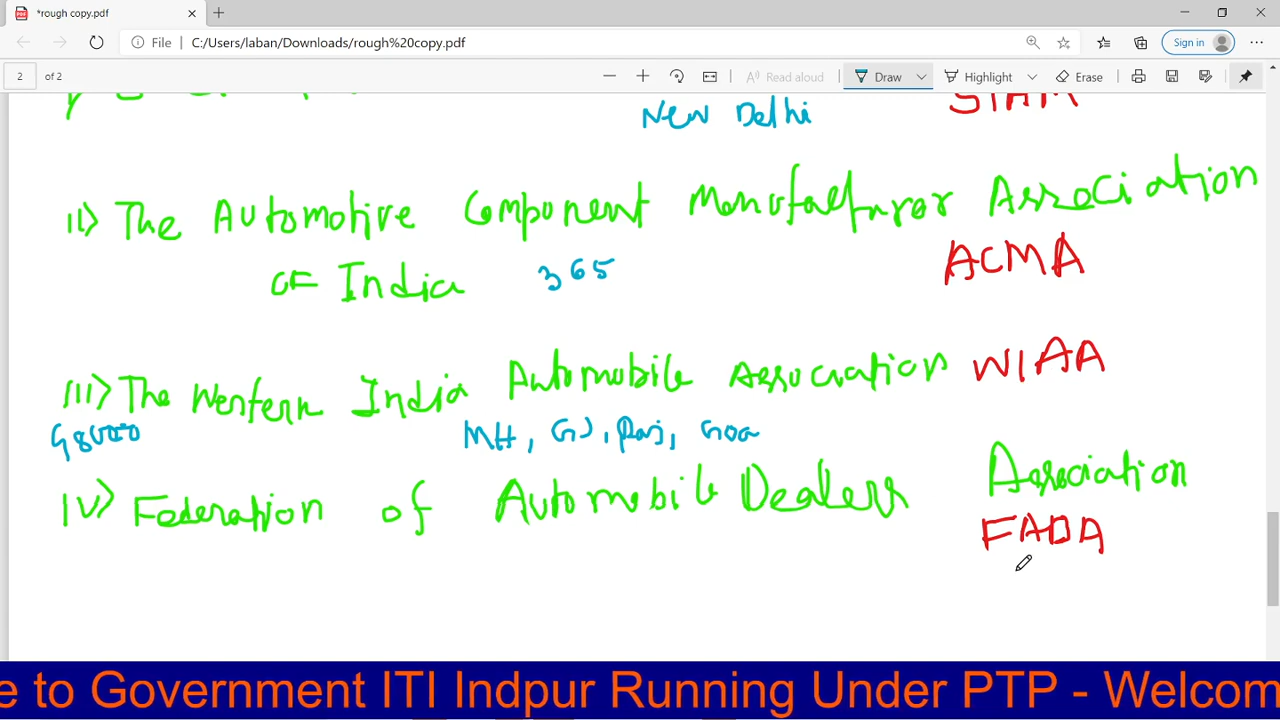 *rough copy.pdf
File C:/Users/laban/Downloads/rough%20copy.pdf Sign in
2 of 2 Read aloud Draw Highlight Erase
New Delhi SIAM
II) The Automotive Component Manufacturar Association
OF India 365 ACMA
III) The Western India Automobile Association WIAA
98000 MH, GJ, Raj, Goa
IV) Federation of Automobile Dealers Association
FADA
e to Government ITI Indpur Running Under PTP - Welcom